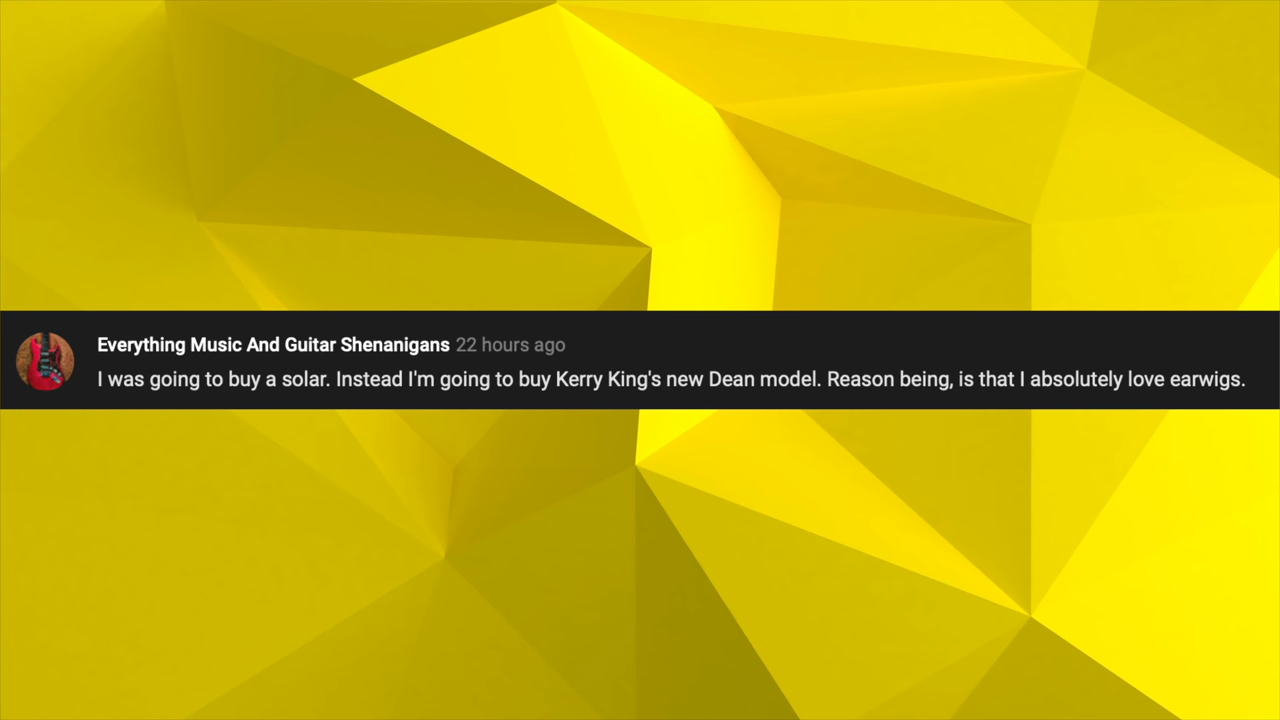 Everything Music And Guitar Shenanigans 22 hours ago
I was going to buy a solar. Instead I'm going to buy Kerry King's new Dean model. Reason being, is that I absolutely love earwigs.